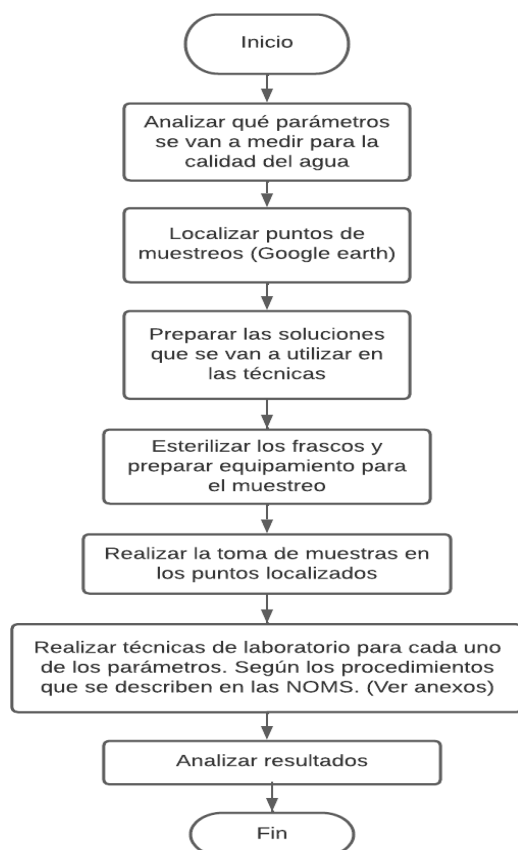 Inicio
Analizar qué parámetros
se van a medir para la
calidad del agua
Localizar puntos de
muestreos (Google earth)
Preparar las soluciones
que se van a utilizar en
las técnicas
Esterilizar los frascos y
preparar equipamiento para
el muestreo
Realizar la toma de muestras en
los puntos localizados
Realizar técnicas de laboratorio para cada uno
de los parámetros. Según los procedimientos
que se describen en las NOMS. (Ver anexos)
Analizar resultados
Fin